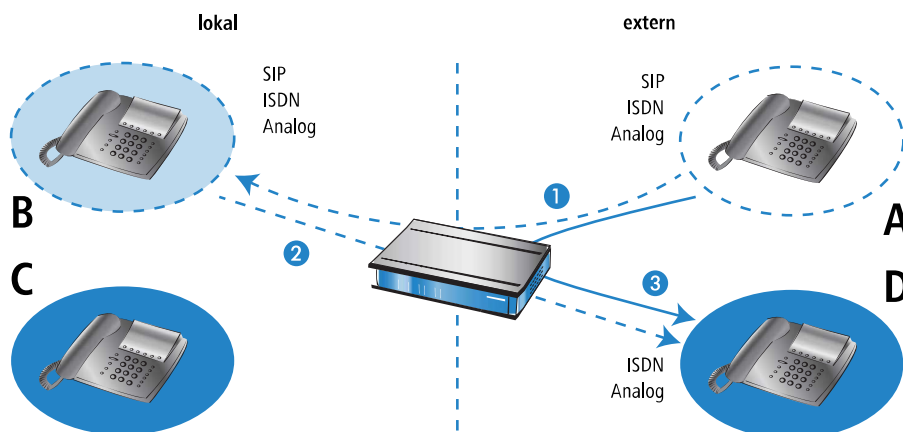 lokal
extern
SIP
ISDN
Analog
SIP
ISDN
Analog
B
1
A
2
C
3
D
ISDN
Analog